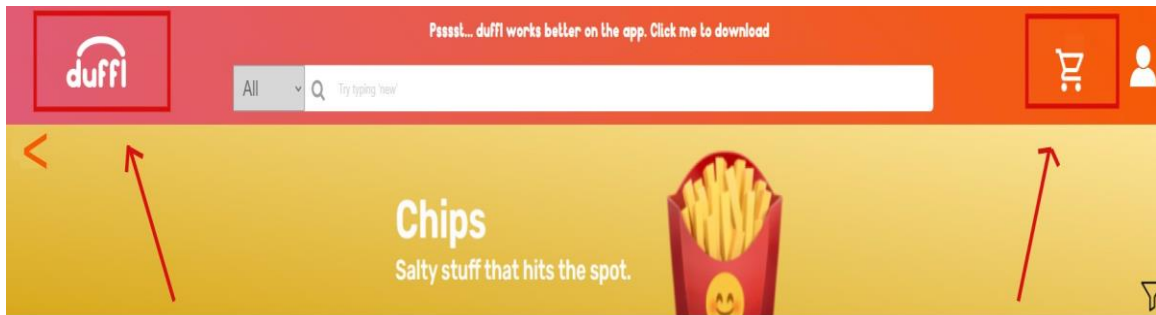 Psssst... duffl works better on the app. Click me to download
duffl
All
Try typing 'new'
Chips
Salty stuff that hits the spot.